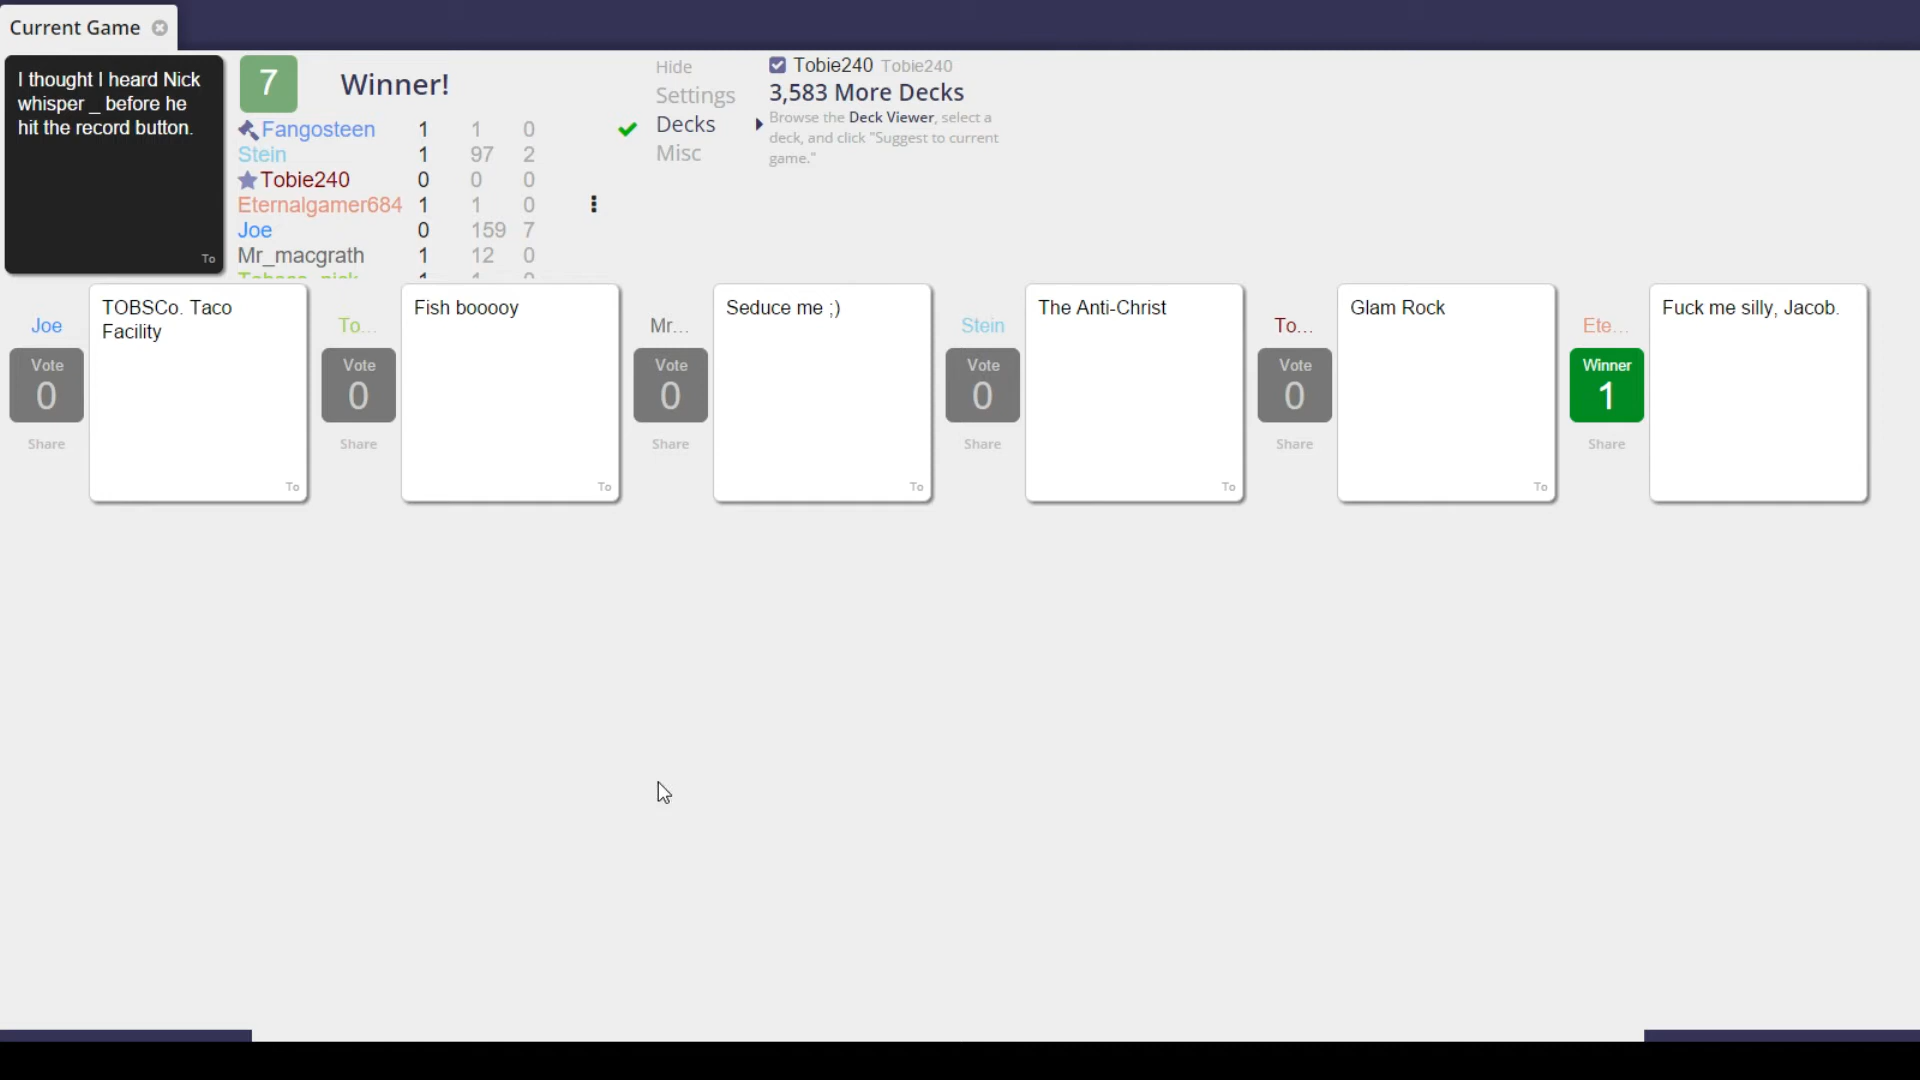 Current Game
I thought I heard Nick
whisper _ before he
hit the record button.
To
7
Winner!
Fangosteen 1 1 0
Stein 1 97 2
Tobie240 0 0 0
Eternalgamer684 1 1 0
Joe 0 159 7
Mr_macgrath 1 12 0
Hide
Settings
Decks
Misc
Tobie240 Tobie240
3,583 More Decks
Browse the Deck Viewer, select a
deck, and click "Suggest to current
game."
Joe
Vote
0
Share
TOBSCo. Taco
Facility
To
To...
Vote
0
Share
Fish booooy
To
Mr...
Vote
0
Share
Seduce me ;)
To
Stein
Vote
0
Share
The Anti-Christ
To
To...
Vote
0
Share
Glam Rock
To
Ete...
Winner
1
Share
Fuck me silly, Jacob.